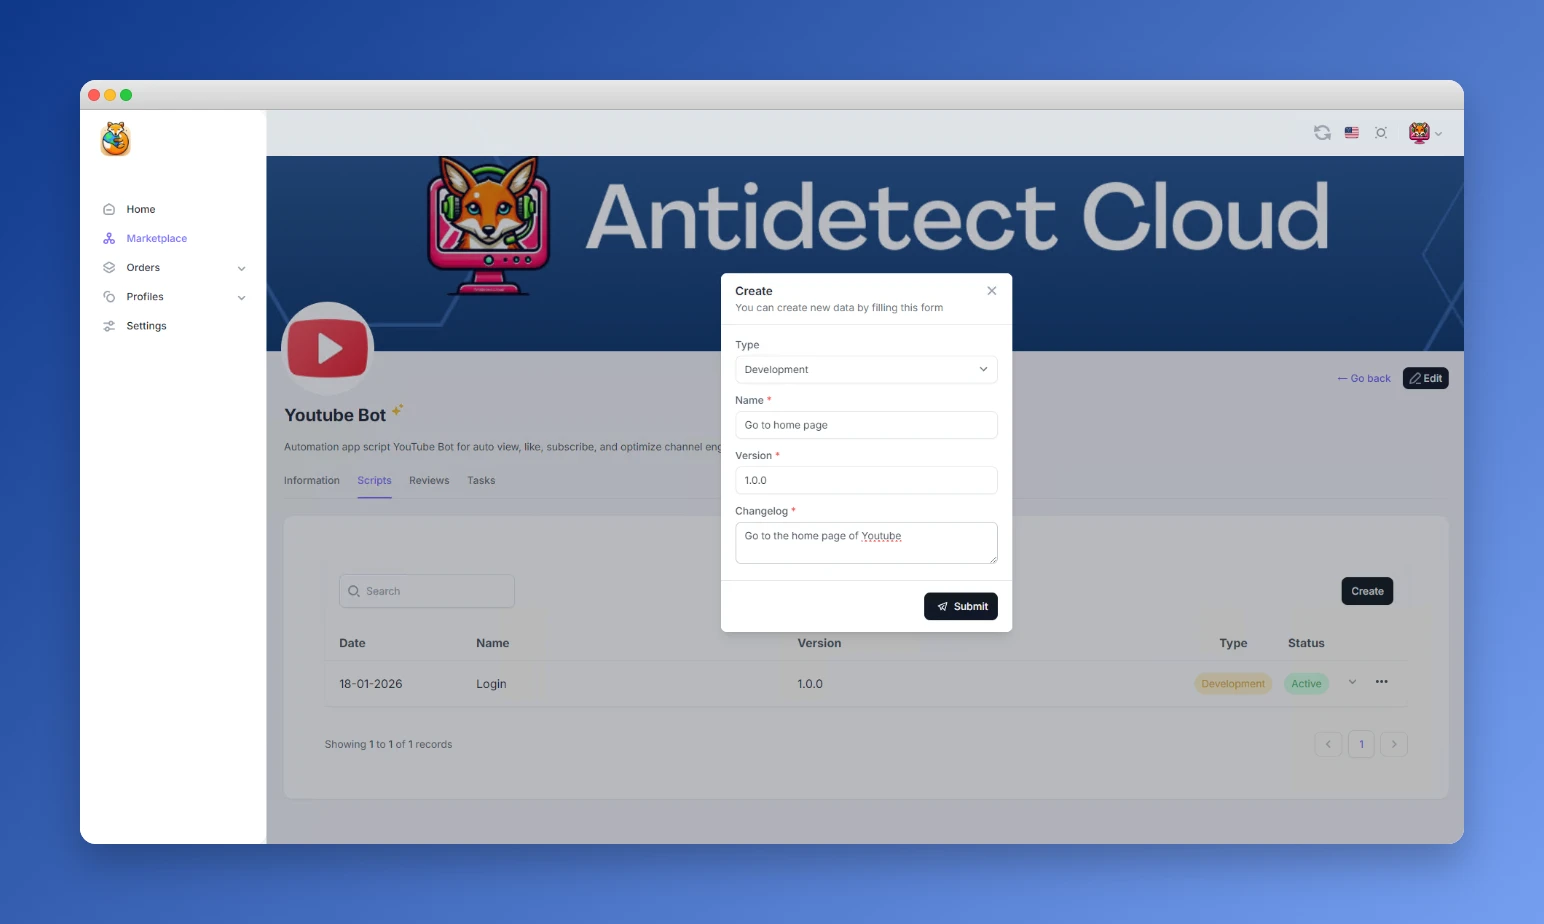 Antidetect Cloud
Home
Marketplace
Orders
Profiles
Settings
Create
You can create new data by filling this form
Type
Development
Name *
Go to home page
Version *
1.0.0
Changelog *
Go to the home page of Youtube
Submit
← Go back
Edit
Youtube Bot
Automation app script YouTube Bot for auto view, like, subscribe, and optimize channel
Information Scripts Reviews Tasks
Search
Create
Date Name Version Type Status
18-01-2026 Login 1.0.0 Development Active
Showing 1 to 1 of 1 records
1